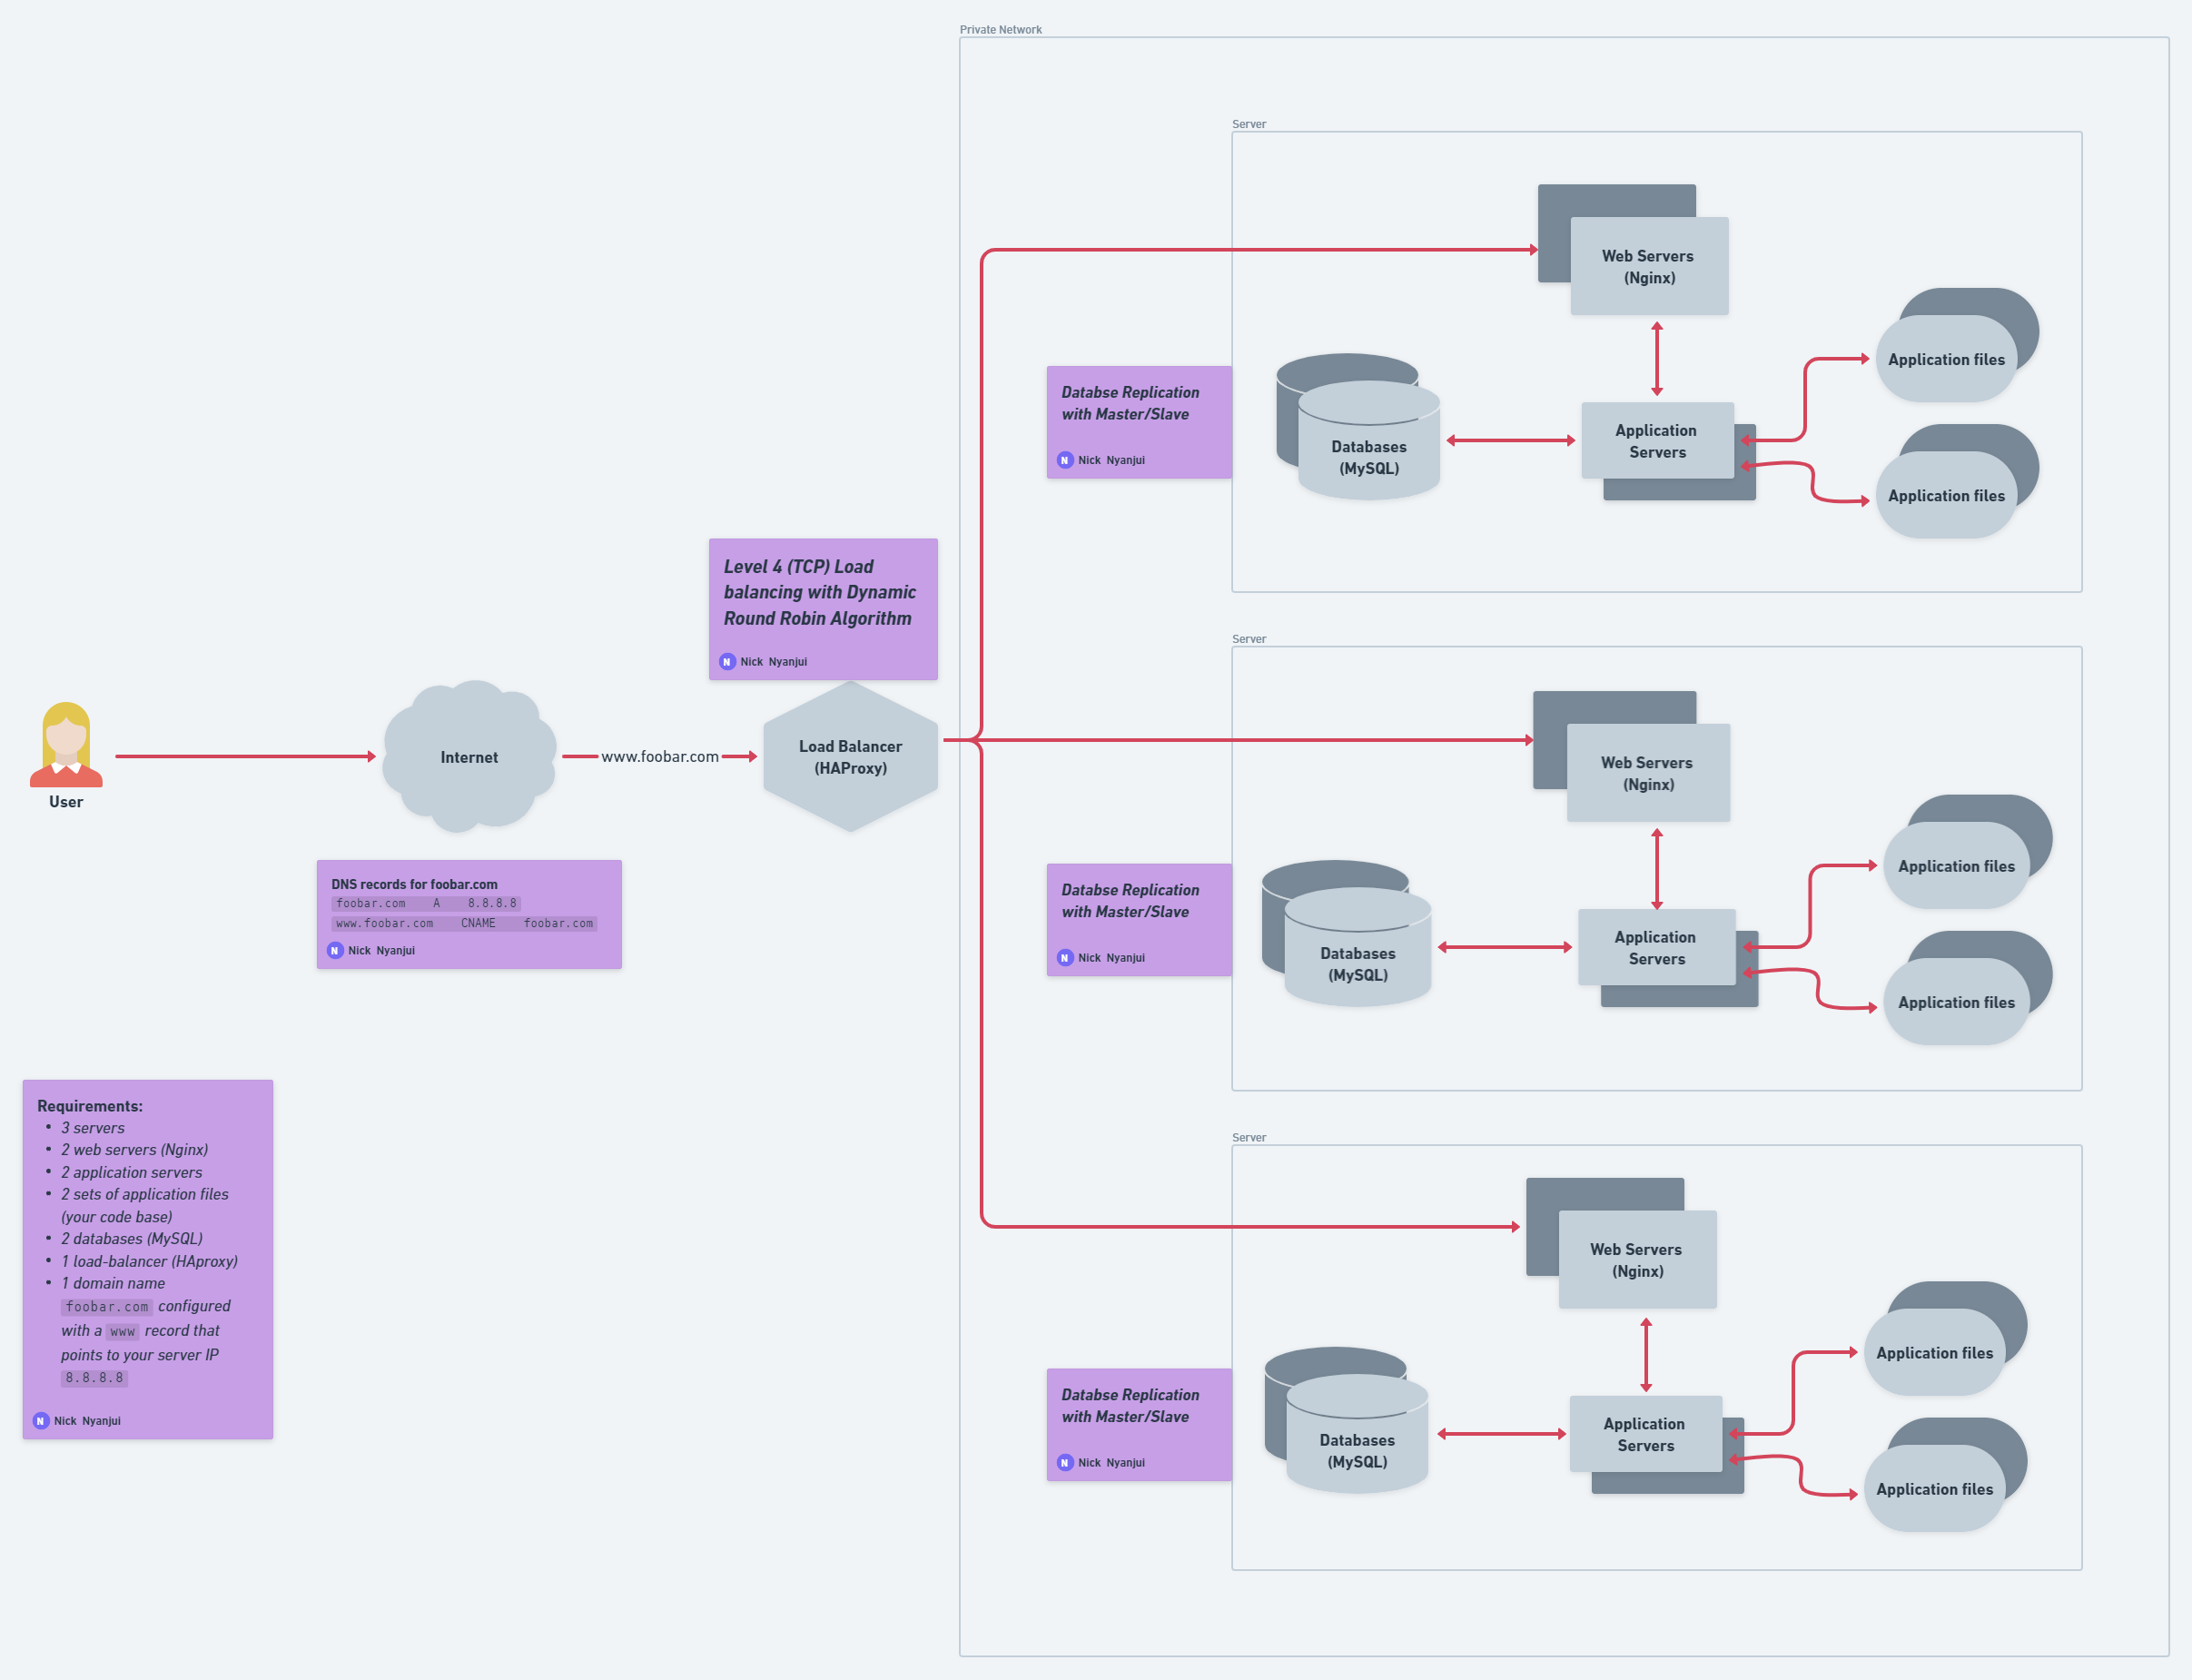 Private Network
Server
Web Servers
(Nginx)
Application files
Databse Replication
with Master/Slave
N Nick Nyanjui
Databases
(MySQL)
Application
Servers
Application files
Level 4 (TCP) Load
balancing with Dynamic
Round Robin Algorithm
N Nick Nyanjui
Server
Web Servers
(Nginx)
User
Internet
www.foobar.com
Load Balancer
(HAProxy)
Application files
Databse Replication
with Master/Slave
N Nick Nyanjui
Databases
(MySQL)
Application
Servers
Application files
DNS records for foobar.com
foobar.com A 8.8.8.8
www.foobar.com CNAME foobar.com
N Nick Nyanjui
Requirements:
• 3 servers
• 2 web servers (Nginx)
• 2 application servers
• 2 sets of application files
(your code base)
• 2 databases (MySQL)
• 1 load-balancer (HAproxy)
• 1 domain name
foobar.com configured
with a www record that
points to your server IP
8.8.8.8
N Nick Nyanjui
Server
Web Servers
(Nginx)
Application files
Databse Replication
with Master/Slave
N Nick Nyanjui
Databases
(MySQL)
Application
Servers
Application files